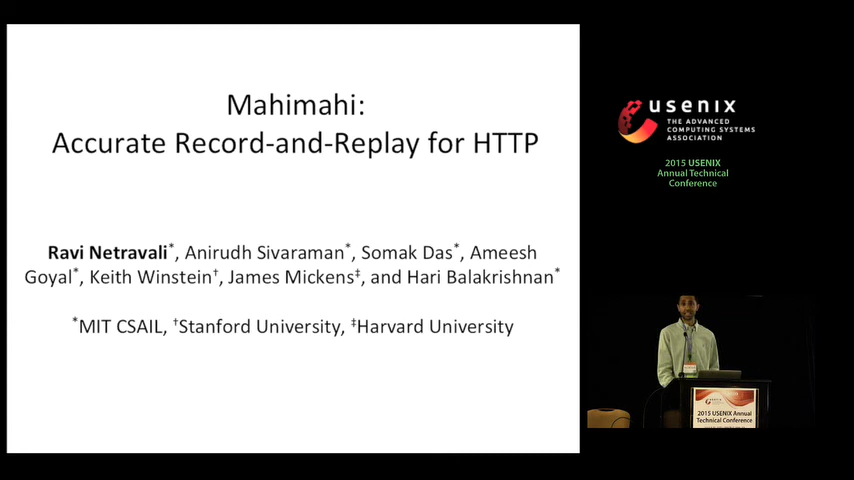 Mahimahi:
Accurate Record-and-Replay for HTTP
Ravi Netravali*, Anirudh Sivaraman*, Somak Das*, Ameesh
Goyal*, Keith Winstein†, James Mickens‡, and Hari Balakrishnan*
*MIT CSAIL, †Stanford University, ‡Harvard University
usenix
THE ADVANCED
COMPUTING SYSTEMS
ASSOCIATION
2015 USENIX
Annual Technical
Conference
usenix
2015 USENIX Annual
Technical Conference